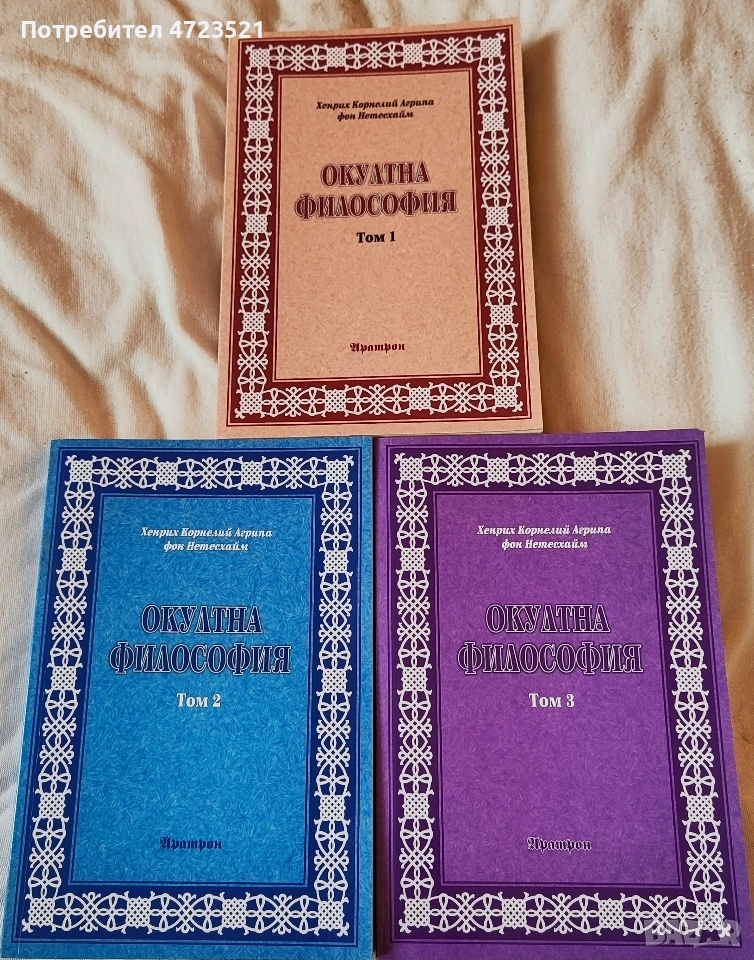 Потребител 4723521
Хенрих Корнелий Агрипа
фон Нетесхайм
ОКУЛТНА
ФИЛОСОФИЯ
Том 1
Аратрон
Хенрих Корнелий Агрипа
фон Нетесхайм
ОКУЛТНА
ФИЛОСОФИЯ
Том 2
Аратрон
Хенрих Корнелий Агрипа
фон Нетесхайм
ОКУЛТНА
ФИЛОСОФИЯ
Том 3
Аратрон
BAZAR